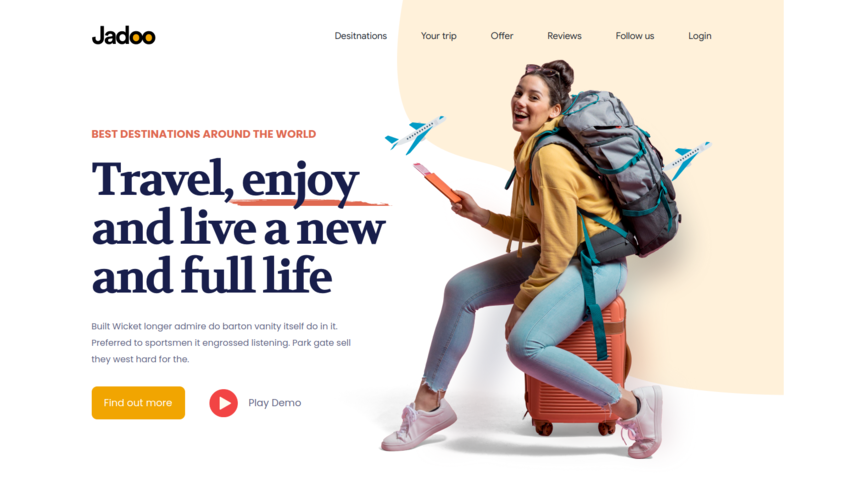 Jadoo
Desitnations
Your trip
Offer
Reviews
Follow us
Login
BEST DESTINATIONS AROUND THE WORLD
Travel, enjoy
and live a new
and full life
Built Wicket longer admire do barton vanity itself do in it.
Preferred to sportsmen it engrossed listening. Park gate sell
they west hard for the.
Find out more
Play Demo